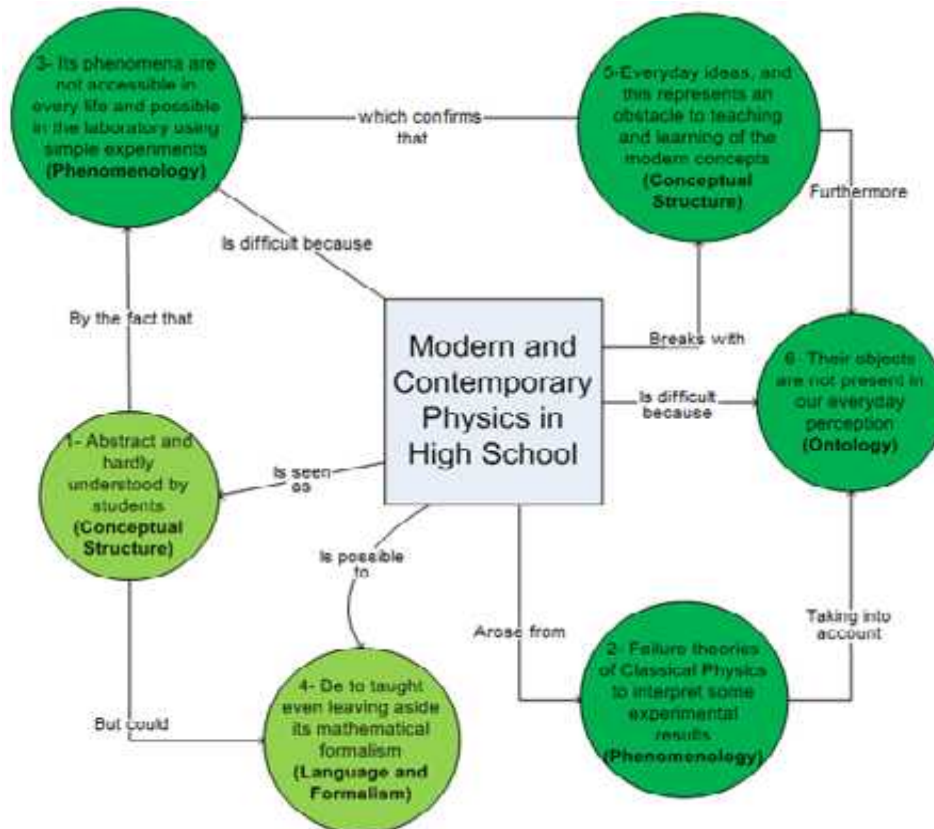 3- Its phenomena are
not accessible in
every life and possible
in the laboratory using
simple experiments
(Phenomenology)
which confirms
that
5-Everyday ideas, and
this represents an
obstacle to teaching
and learning of the
modern concepts
(Conceptual
Structure)
Furthermore
Is difficult because
By the fact that
Modern and
Contemporary
Physics in
High School
Breaks with
Is difficult
because
6- Their objects
are not present in
our everyday
perception
(Ontology)
1- Abstract and
hardly
understood by
students
(Conceptual
Structure)
Is seen
as
Is possible
to
Arose from
Taking into
account
2- Failure theories
of Classical Physics
to interpret some
experimental
results
(Phenomenology)
But could
4- De to taught
even leaving aside
its mathematical
formalism
(Language and
Formalism)